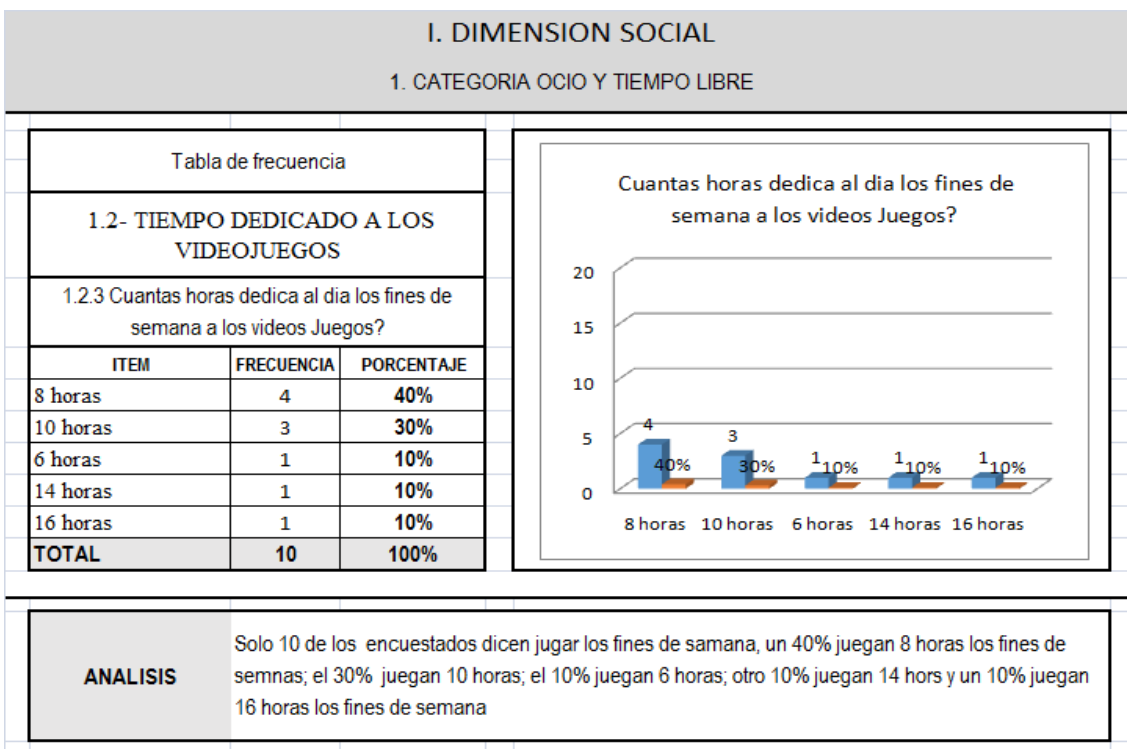 I. DIMENSION SOCIAL
1. CATEGORIA OCIO Y TIEMPO LIBRE
Tabla de frecuencia
1.2- TIEMPO DEDICADO A LOS
VIDEOJUEGOS
1.2.3 Cuantas horas dedica al dia los fines de
semana a los videos Juegos?
ITEM FRECUENCIA PORCENTAJE
8 horas 4 40%
10 horas 3 30%
6 horas 1 10%
14 horas 1 10%
16 horas 1 10%
TOTAL 10 100%
Cuantas horas dedica al dia los fines de
semana a los videos Juegos?
20
15
10
5
0
4 3 1 1 1
40% 30% 10% 10% 10%
8 horas 10 horas 6 horas 14 horas 16 horas
ANALISIS
Solo 10 de los encuestados dicen jugar los fines de samana, un 40% juegan 8 horas los fines de
semnas; el 30% juegan 10 horas; el 10% juegan 6 horas; otro 10% juegan 14 hors y un 10% juegan
16 horas los fines de semana